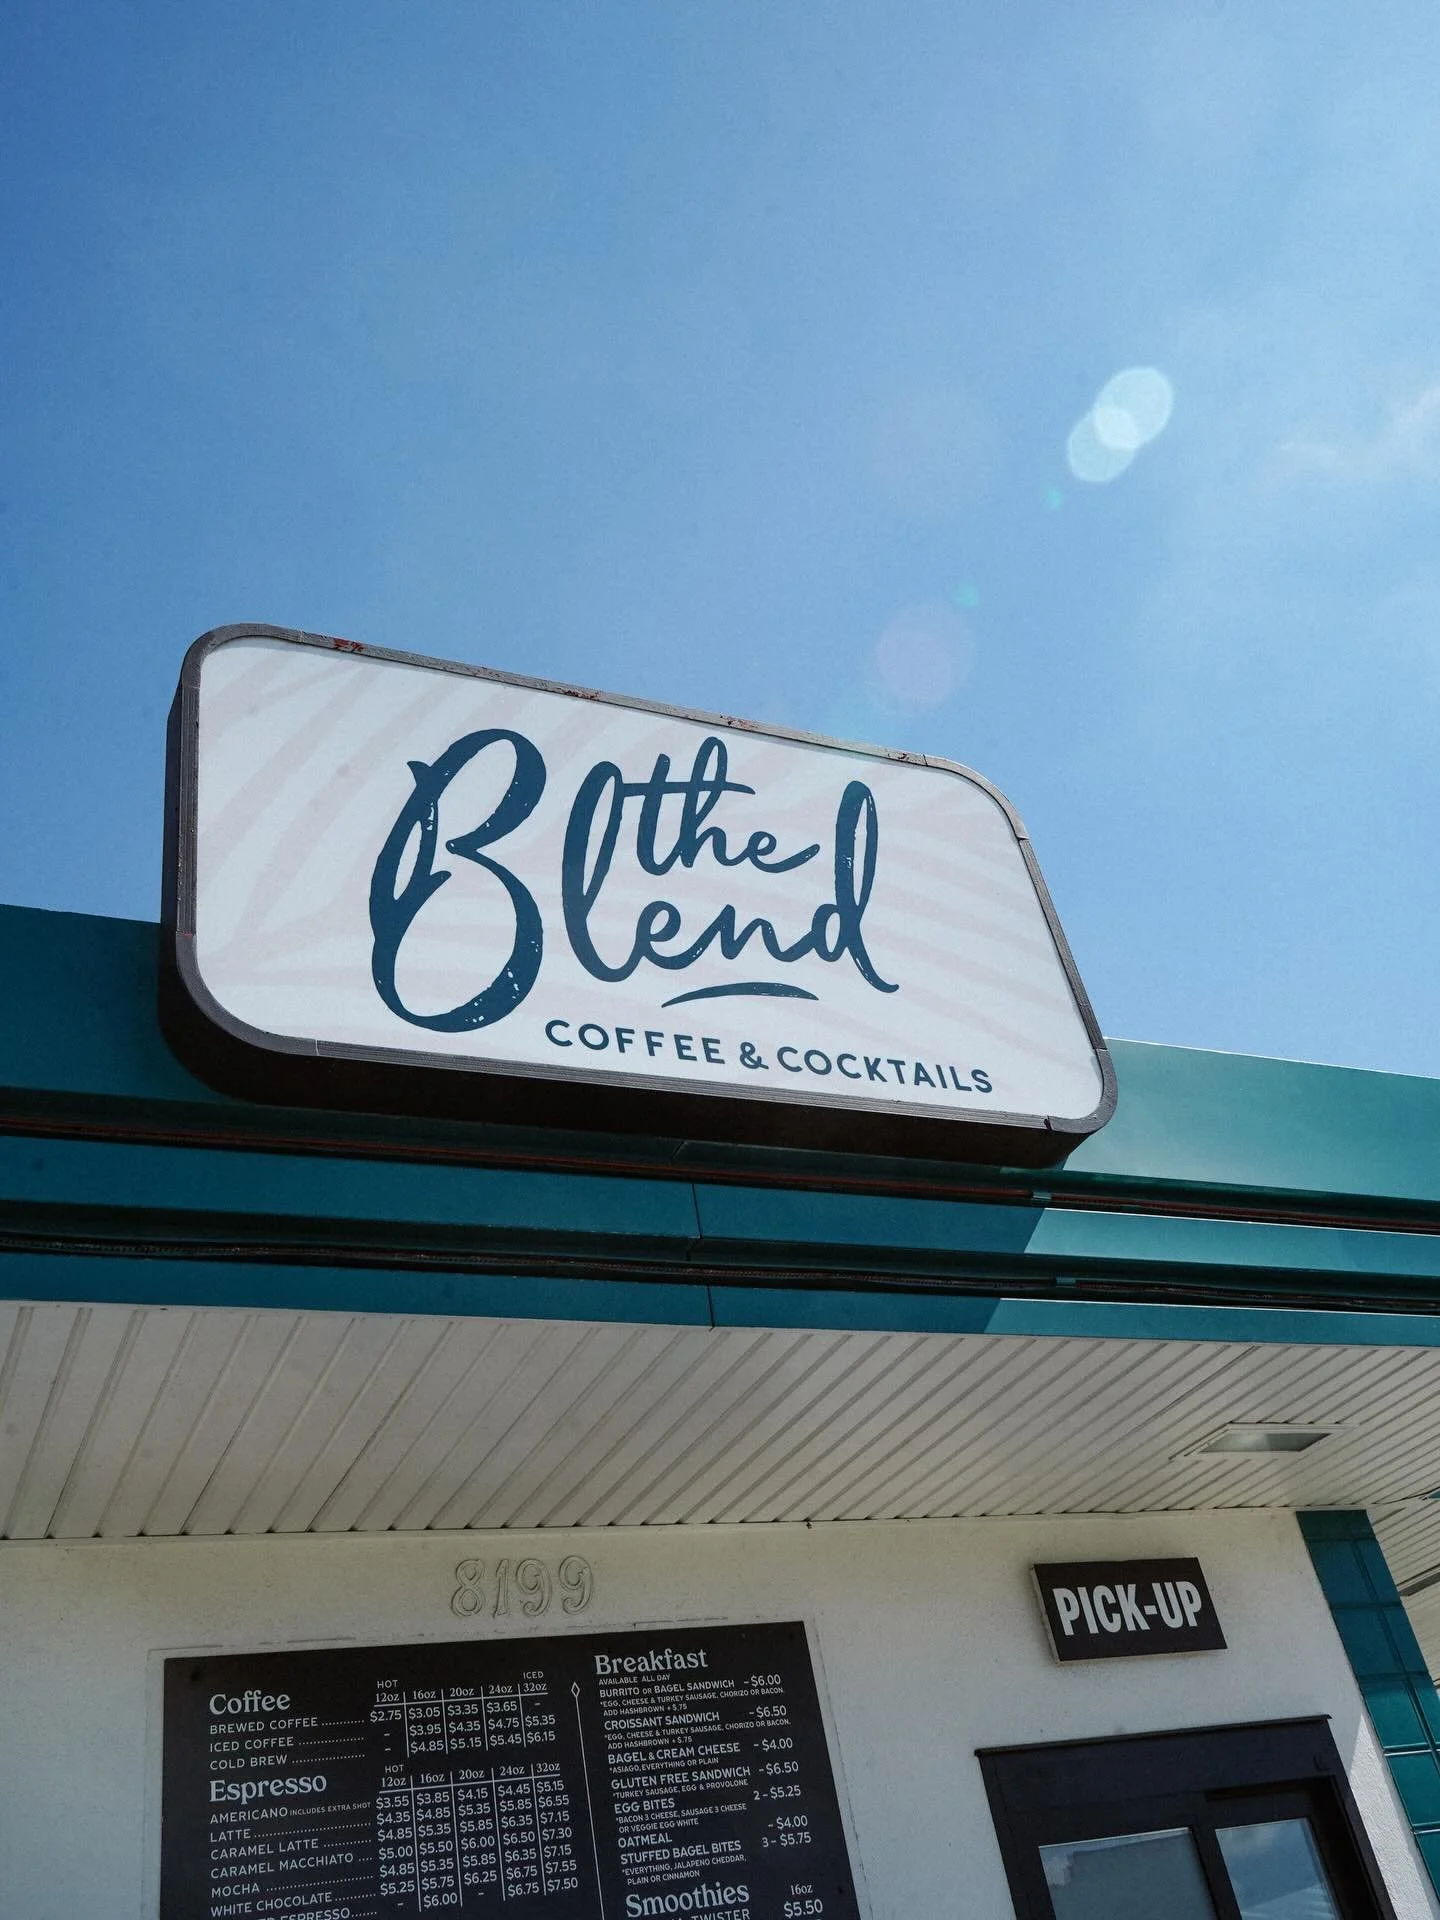 the
Blend
COFFEE & COCKTAILS
8199
PICK-UP
Coffee
HOT ICED
12oz 16oz 20oz 24oz 32oz
BREWED COFFEE ............ $2.75 $3.05 $3.35 $3.65 -
ICED COFFEE ................. - $3.95 $4.35 $4.75 $5.35
COLD BREW .................. - $4.85 $5.15 $5.45 $6.15
Espresso
HOT
12oz 16oz 20oz 24oz 32oz
AMERICANO INCLUDES EXTRA SHOT $3.55 $3.85 $4.15 $4.45 $5.15
LATTE ........................... $4.35 $4.85 $5.35 $5.85 $6.55
CARAMEL LATTE ................ $4.85 $5.35 $5.85 $6.35 $7.15
CARAMEL MACCHIATO .... $5.00 $5.50 $6.00 $6.50 $7.30
MOCHA ........................ $4.85 $5.35 $5.85 $6.35 $7.15
WHITE CHOCOLATE .......... $5.25 $5.75 $6.25 $6.75 $7.55
ESPRESSO ....... - $6.00 - $6.75 $7.50
Breakfast
AVAILABLE ALL DAY
BURRITO OR BAGEL SANDWICH - $6.00
*EGG, CHEESE & TURKEY SAUSAGE, CHORIZO OR BACON.
ADD HASHBROWN + $.75
CROISSANT SANDWICH - $6.50
*EGG, CHEESE & TURKEY SAUSAGE, CHORIZO OR BACON.
ADD HASHBROWN + $.75
BAGEL & CREAM CHEESE - $4.00
*ASIAGO, EVERYTHING OR PLAIN
GLUTEN FREE SANDWICH - $6.50
*TURKEY SAUSAGE, EGG & PROVOLONE
EGG BITES 2 - $5.25
*BACON 3 CHEESE, SAUSAGE 3 CHEESE
OR VEGGIE EGG WHITE
OATMEAL - $4.00
STUFFED BAGEL BITES 3 - $5.75
*EVERYTHING, JALAPENO CHEDDAR,
PLAIN OR CINNAMON
Smoothies 16oz
TWISTER $5.50